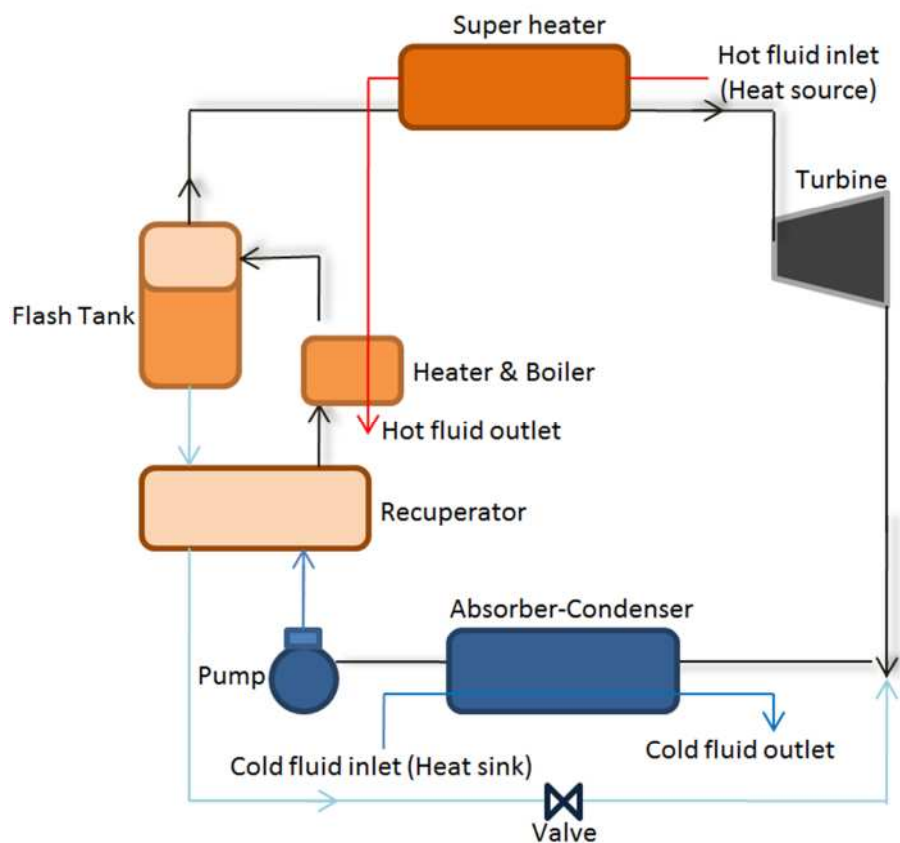 Super heater
Hot fluid inlet
(Heat source)
Turbine
Flash Tank
Heater & Boiler
Hot fluid outlet
Recuperator
Absorber-Condenser
Pump
Cold fluid inlet (Heat sink)
Cold fluid outlet
Valve